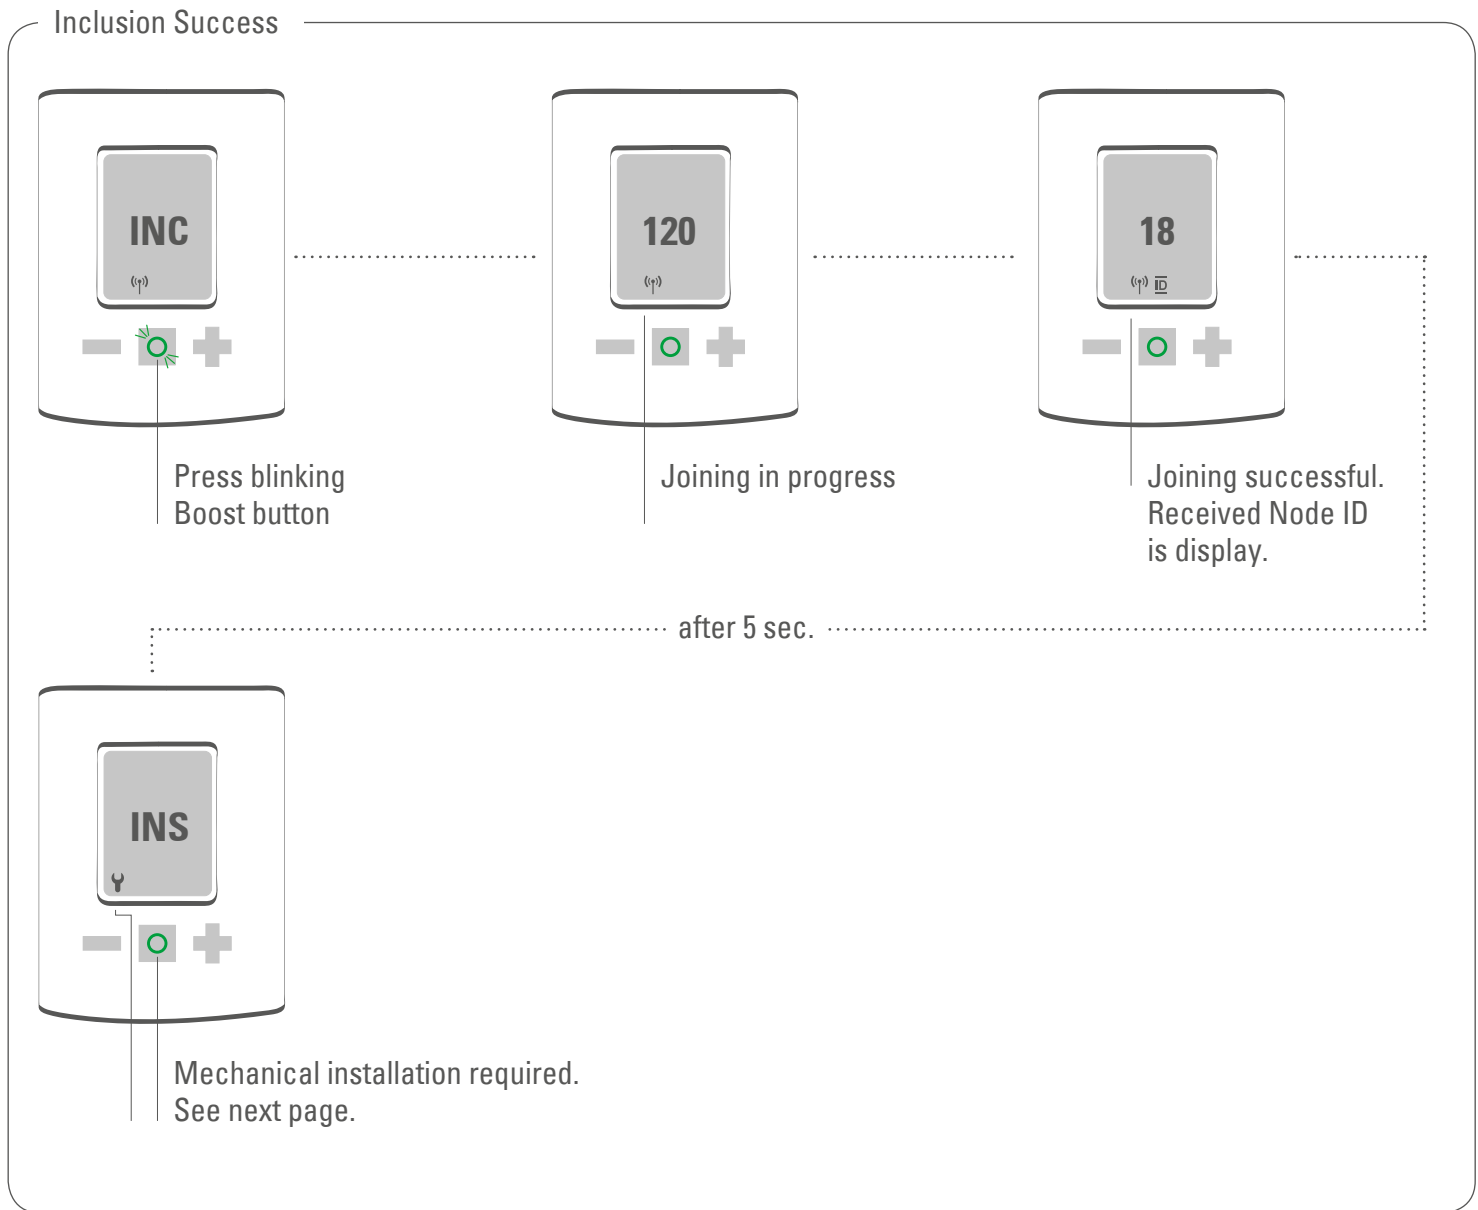 Inclusion Success
INC
120
18
ID
Press blinking
Boost button
Joining in progress
Joining successful.
Received Node ID
is display.
after 5 sec.
INS
Mechanical installation required.
See next page.